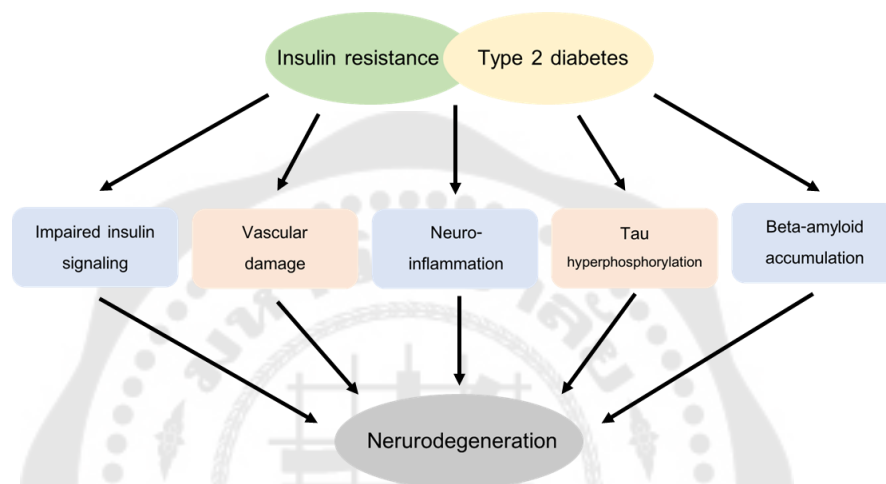 Insulin resistance Type 2 diabetes
Impaired insulin
signaling
Vascular
damage
Neuro-
inflammation
Tau
hyperphosphorylation
Beta-amyloid
accumulation
Nerurodegeneration